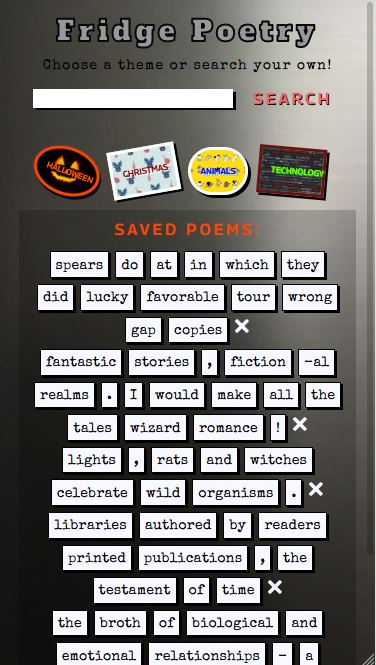 Fridge Poetry
Choose a theme or search your own!
SEARCH
HALLOWEEN CHRISTMAS ANIMALS TECHNOLOGY
SAVED POEMS:
spears do at in which they
did lucky favorable tour wrong
gap copies ×
fantastic stories , fiction -al
realms . I would make all the
tales wizard romance ! ×
lights , rats and witches
celebrate wild organisms . ×
libraries authored by readers
printed publications , the
testament of time ×
the broth of biological and
emotional relationships - a